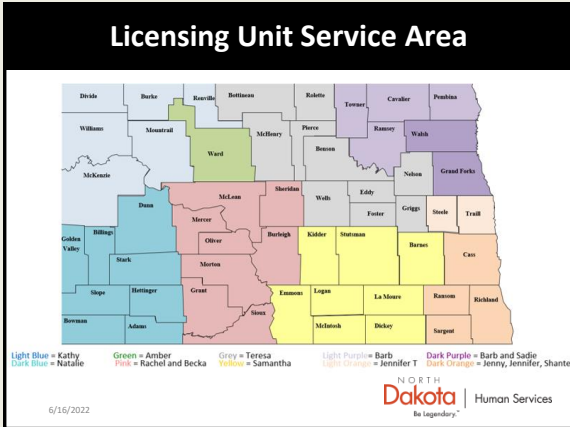 Licensing Unit Service Area
Divide Burke Renville Bottineau Rolette Towner Cavalier Pembina
Williams Mountrail Ward McHenry Pierce Benson Ramsey Walsh
McKenzie Nelson Grand Forks
Dunn McLean Sheridan Wells Eddy Foster Griggs Steele Traill
Mercer Oliver Burleigh Kidder Stutsman Barnes Cass
Golden Valley Billings Stark Morton
Slope Hettinger Grant Sioux Emmons Logan La Moure Ransom Richland
Bowman Adams McIntosh Dickey Sargent
Light Blue = Kathy Green = Amber Grey = Teresa Light Purple = Barb Dark Purple = Barb and Sadie
Dark Blue = Natalie Pink = Rachel and Becka Yellow = Samantha Light Orange = Jennifer T Dark Orange = Jenny, Jennifer, Shante
6/16/2022
NORTH
Dakota | Human Services
Be Legendary.™